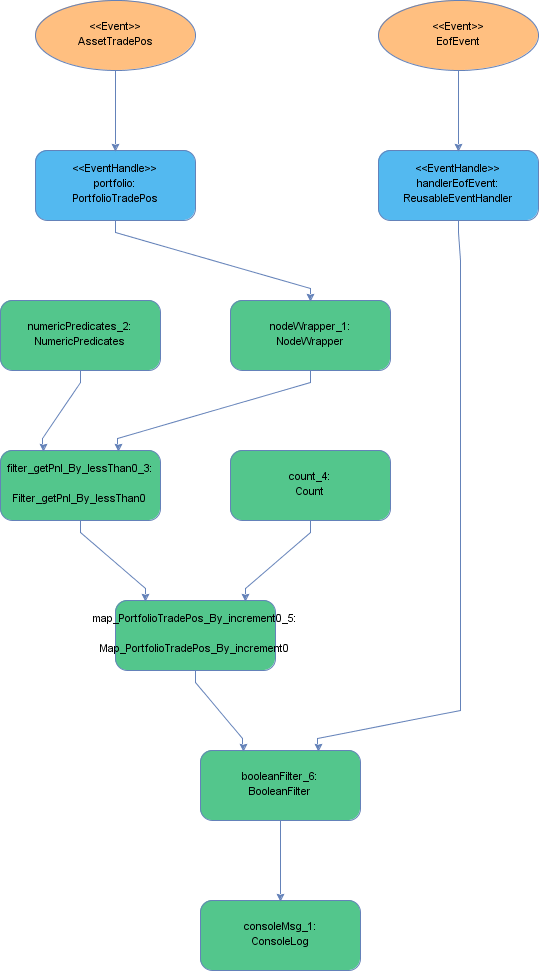 <<Event>>
AssetTradePos
<<Event>>
EofEvent
<<EventHandle>>
portfolio:
PortfolioTradePos
<<EventHandle>>
handlerEofEvent:
ReusableEventHandler
numericPredicates_2:
NumericPredicates
nodeWrapper_1:
NodeWrapper
filter_getPnl_By_lessThan0_3:
Filter_getPnl_By_lessThan0
count_4:
Count
map_PortfolioTradePos_By_increment0_5:
Map_PortfolioTradePos_By_increment0
booleanFilter_6:
BooleanFilter
consoleMsg_1:
ConsoleLog